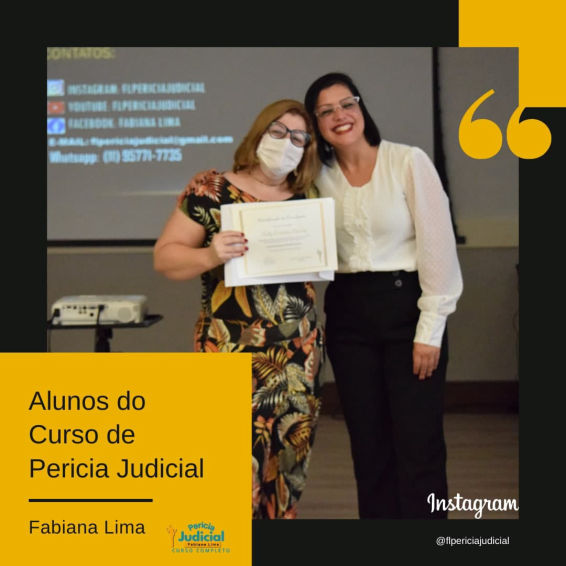 CONTATOS:
INSTAGRAM: FLPERICIAJUDICIAL
YOUTUBE: FLPERICIAJUDICIAL
FACEBOOK: FABIANA LIMA
E-MAIL: flpericiajudicial@gmail.com
Whatsapp: (11) 95771-7735
Alunos do
Curso de
Pericia Judicial
Fabiana Lima
Pericia
Judicial
Fabiana Lima
CURSO COMPLETO
Instagram
@flpericiajudicial